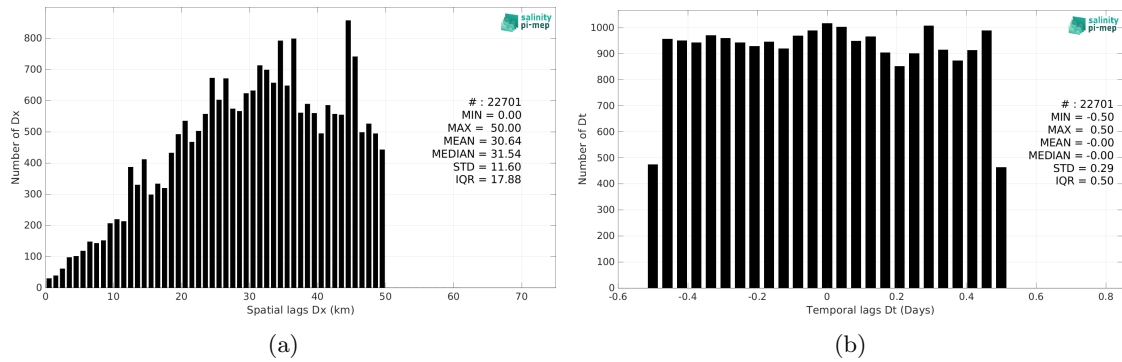 salinity
pi-mep
800
700
600
500
400
300
200
100
0
Number of Dx
# : 22701
MIN = 0.00
MAX = 50.00
MEAN = 30.64
MEDIAN = 31.54
STD = 11.60
IQR = 17.88
0 10 20 30 40 50 60 70
Spatial lags Dx (km)
(a)
salinity
pi-mep
1000
900
800
700
600
500
400
300
200
100
0
Number of Dt
# : 22701
MIN = -0.50
MAX = 0.50
MEAN = -0.00
MEDIAN = -0.00
STD = 0.29
IQR = 0.50
-0.6 -0.4 -0.2 0 0.2 0.4 0.6 0.8
Temporal lags Dt (Days)
(b)